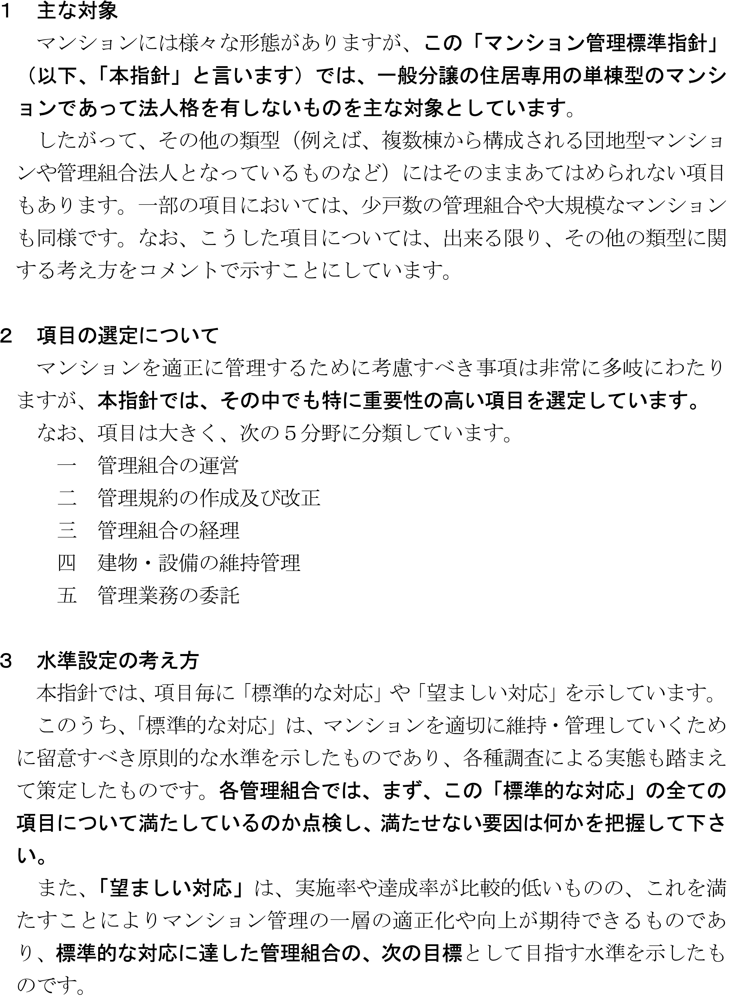 １　主な対象
マンションには様々な形態がありますが、この「マンション管理標準指針」
（以下、「本指針」と言います）では、一般分譲の住居専用の単棟型のマンシ
ョンであって法人格を有しないものを主な対象としています。
したがって、その他の類型（例えば、複数棟から構成される団地型マンショ
ンや管理組合法人となっているものなど）にはそのままあてはめられない項目
もあります。一部の項目においては、少戸数の管理組合や大規模なマンション
も同様です。なお、こうした項目については、出来る限り、その他の類型に関
する考え方をコメントで示すことにしています。
２　項目の選定について
マンションを適正に管理するために考慮すべき事項は非常に多岐にわたり
ますが、本指針では、その中でも特に重要性の高い項目を選定しています。
なお、項目は大きく、次の５分野に分類しています。
一　管理組合の運営
二　管理規約の作成及び改正
三　管理組合の経理
四　建物・設備の維持管理
五　管理業務の委託
３　水準設定の考え方
本指針では、項目毎に「標準的な対応」や「望ましい対応」を示しています。
このうち、「標準的な対応」は、マンションを適切に維持・管理していくため
に留意すべき原則的な水準を示したものであり、各種調査による実態も踏まえ
て策定したものです。各管理組合では、まず、この「標準的な対応」の全ての
項目について満たしているのか点検し、満たせない要因は何かを把握して下さ
い。
また、「望ましい対応」は、実施率や達成率が比較的低いものの、これを満
たすことによりマンション管理の一層の適正化や向上が期待できるものであ
り、標準的な対応に達した管理組合の、次の目標として目指す水準を示したも
のです。